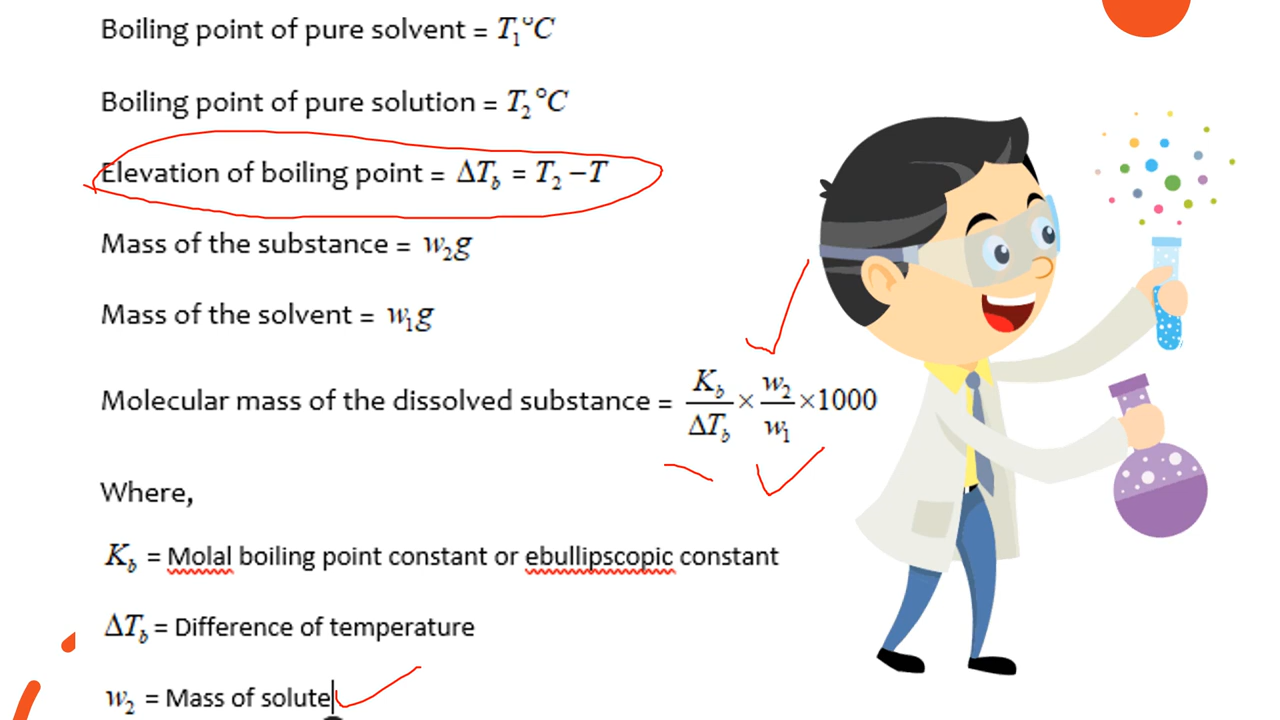 Boiling point of pure solvent = T₁°C
Boiling point of pure solution = T₂°C
Elevation of boiling point = ΔT_b = T₂ − T
Mass of the substance = w₂g
Mass of the solvent = w₁g
Molecular mass of the dissolved substance = K_b/ΔT_b × w₂/w₁ ×1000
Where,
K_b = Molal boiling point constant or ebullipscopic constant
ΔT_b = Difference of temperature
w₂ = Mass of solute